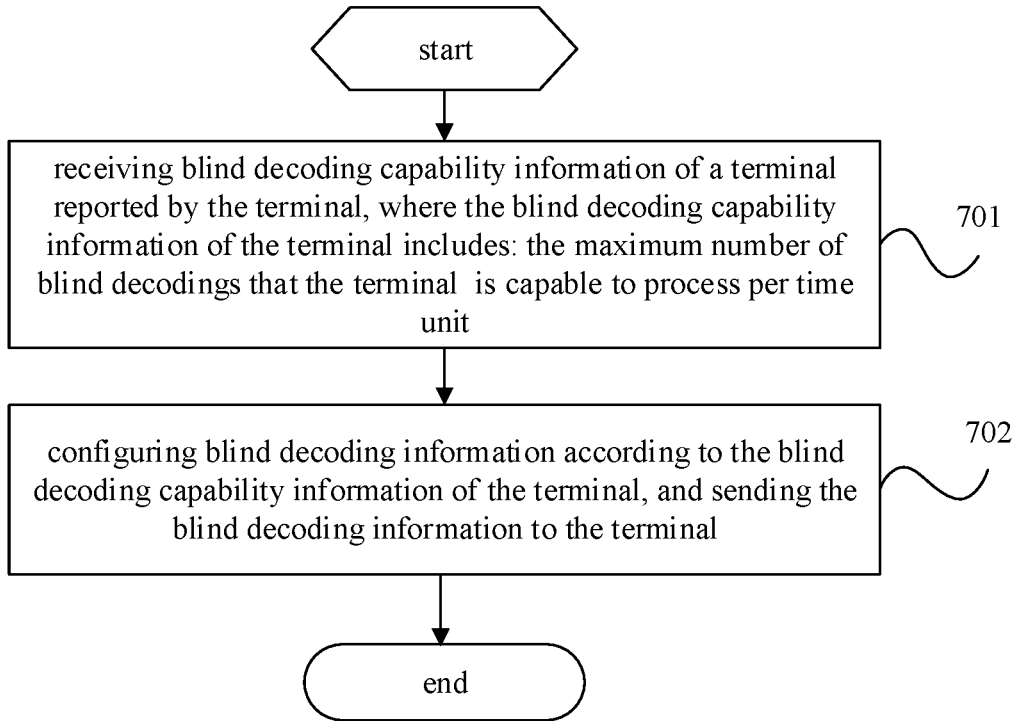 start
receiving blind decoding capability information of a terminal
reported by the terminal, where the blind decoding capability
information of the terminal includes: the maximum number of
blind decodings that the terminal is capable to process per time
unit
701
configuring blind decoding information according to the blind
decoding capability information of the terminal, and sending the
blind decoding information to the terminal
702
end